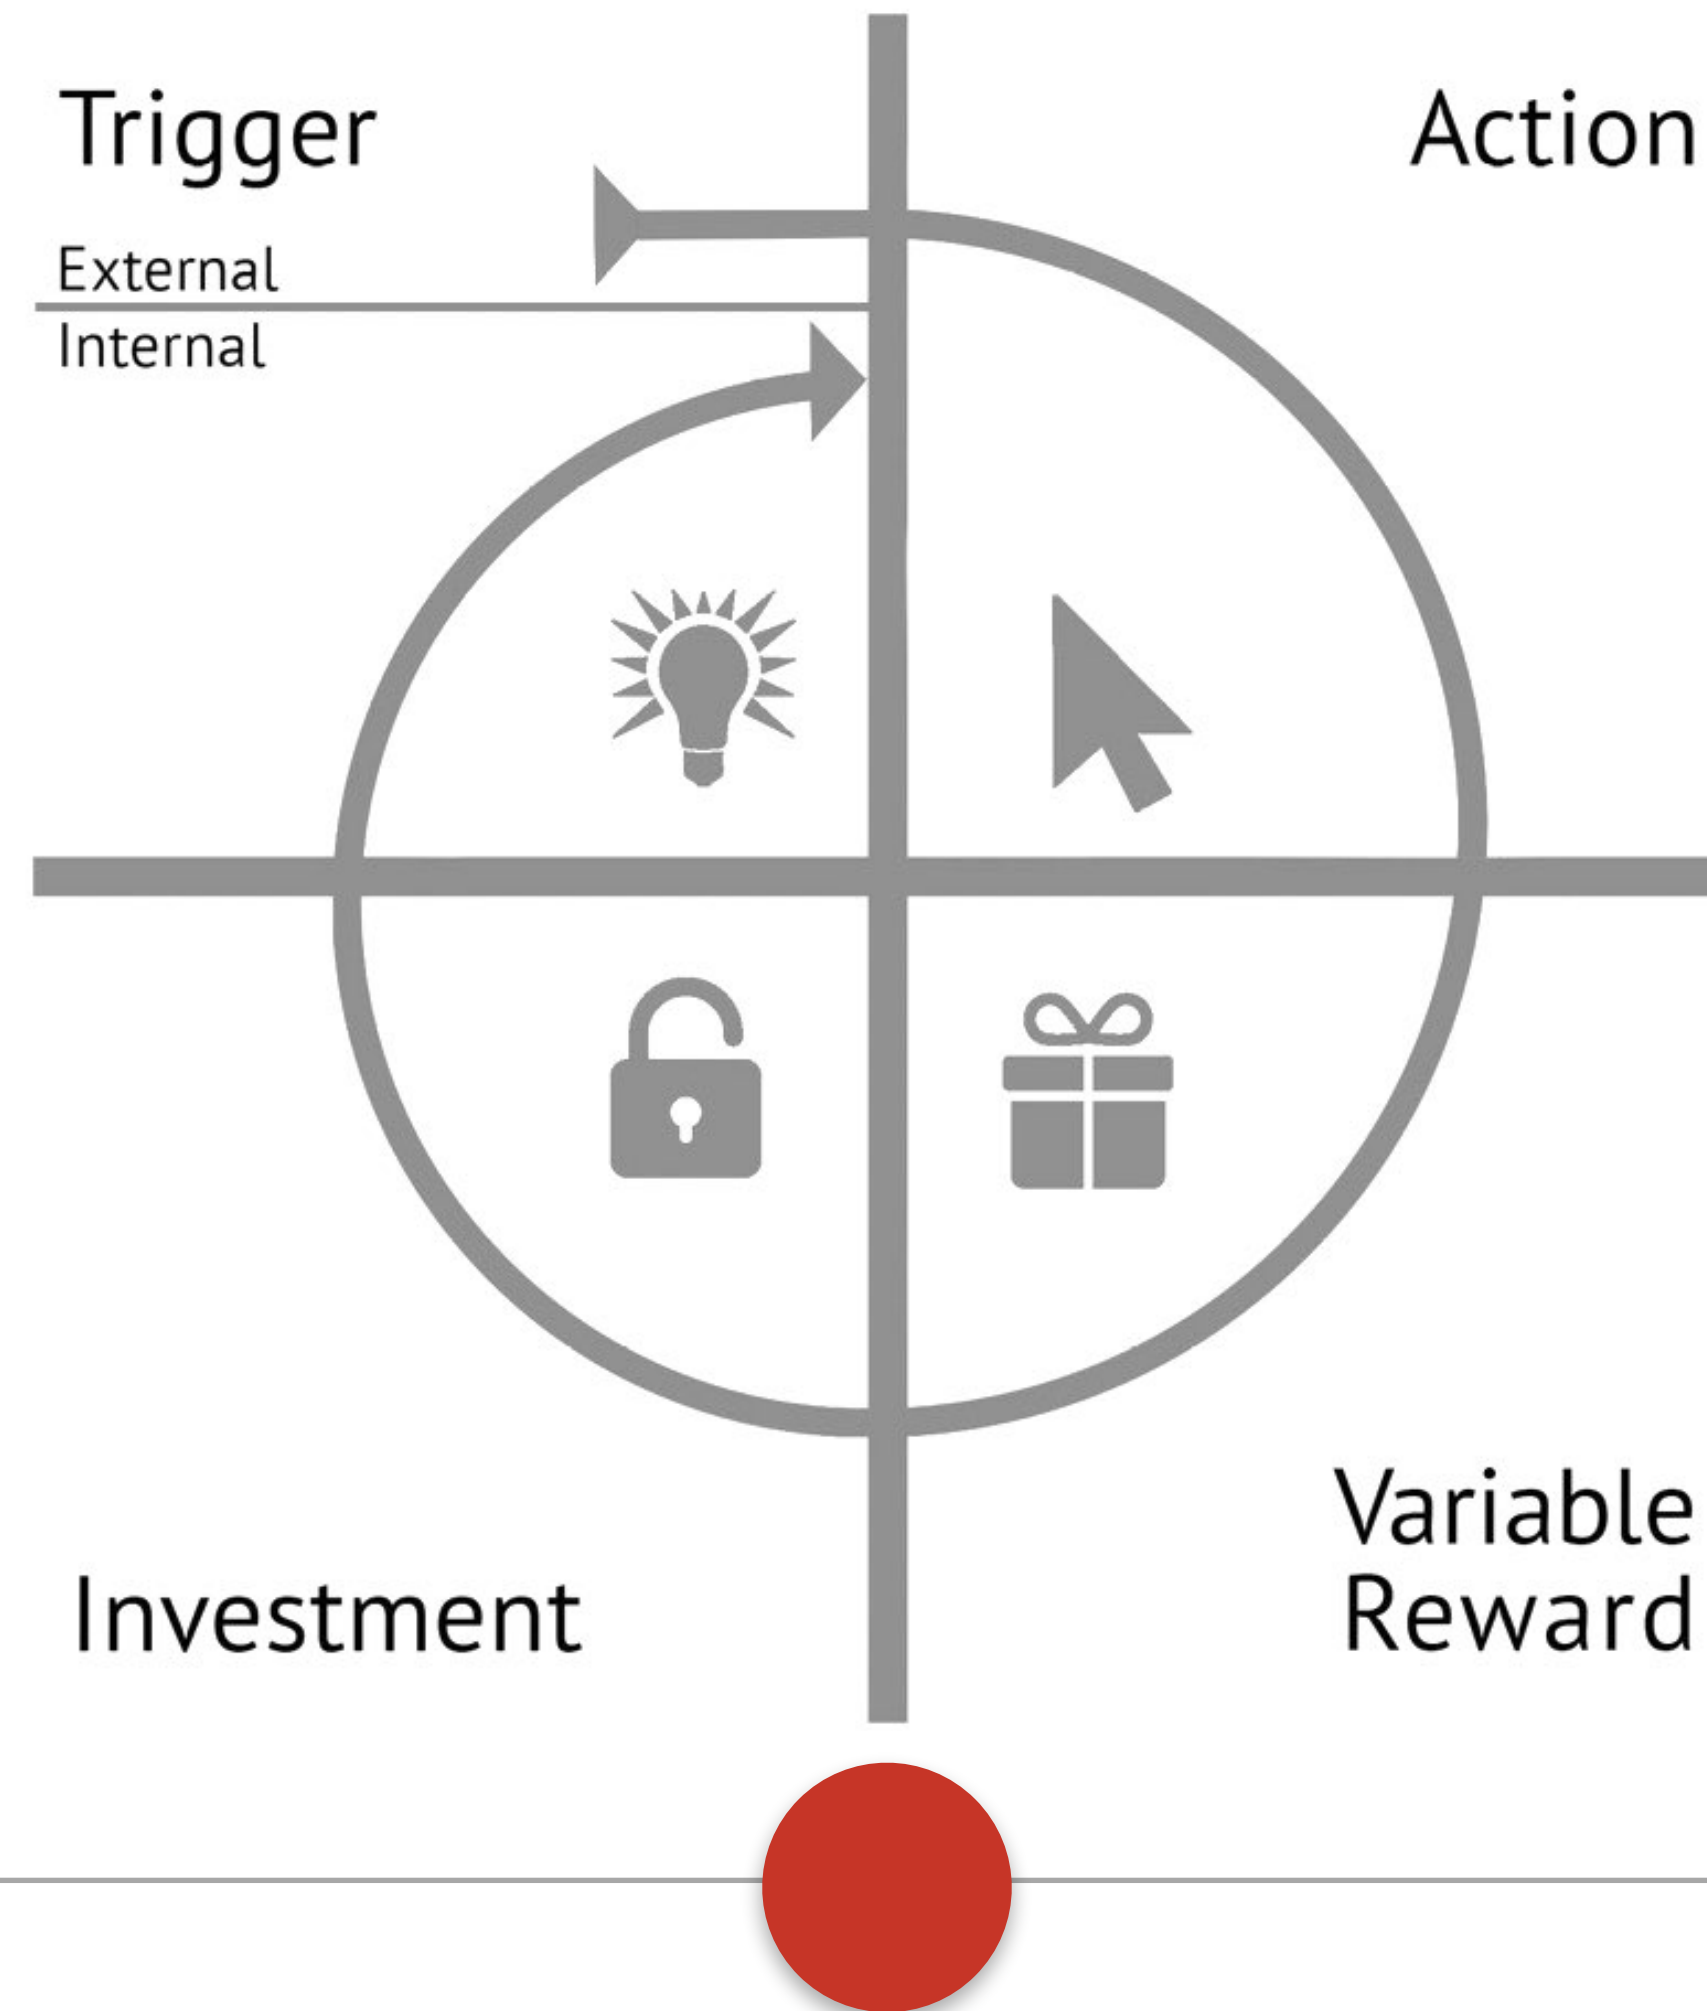 Trigger
Action
External
Internal
Investment
Variable
Reward